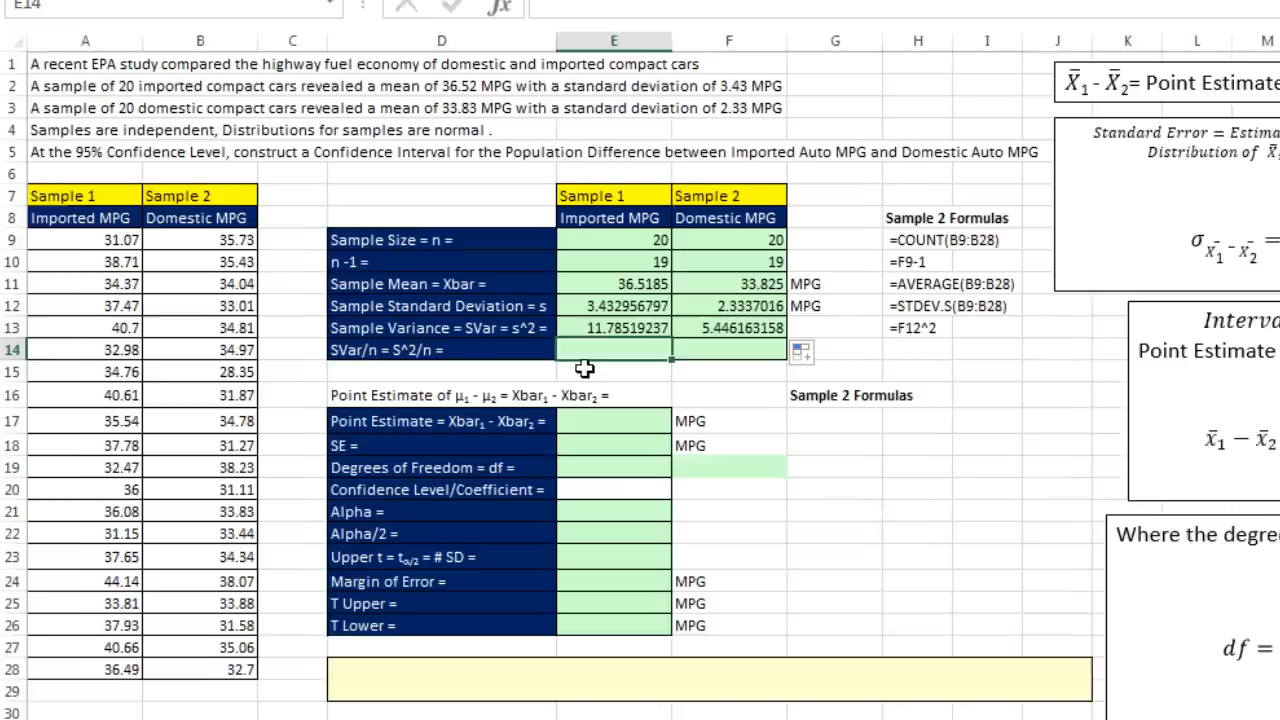 E14
fx
A B C D E F G H I J K L M
1 A recent EPA study compared the highway fuel economy of domestic and imported compact cars
2 A sample of 20 imported compact cars revealed a mean of 36.52 MPG with a standard deviation of 3.43 MPG
3 A sample of 20 domestic compact cars revealed a mean of 33.83 MPG with a standard deviation of 2.33 MPG
4 Samples are independent, Distributions for samples are normal .
5 At the 95% Confidence Level, construct a Confidence Interval for the Population Difference between Imported Auto MPG and Domestic Auto MPG
6
7 Sample 1 Sample 2 Sample 1 Sample 2
8 Imported MPG Domestic MPG Imported MPG Domestic MPG Sample 2 Formulas
9 31.07 35.73 Sample Size = n = 20 20 =COUNT(B9:B28)
10 38.71 35.43 n -1 = 19 19 =F9-1
11 34.37 34.04 Sample Mean = Xbar = 36.5185 33.825 MPG =AVERAGE(B9:B28)
12 37.47 33.01 Sample Standard Deviation = s 3.432956797 2.3337016 MPG =STDEV.S(B9:B28)
13 40.7 34.81 Sample Variance = SVar = s^2 = 11.78519237 5.446163158 =F12^2
14 32.98 34.97 SVar/n = S^2/n =
15 34.76 28.35
16 40.61 31.87 Point Estimate of μ₁ - μ₂ = Xbar₁ - Xbar₂ = Sample 2 Formulas
17 35.54 34.78 Point Estimate = Xbar₁ - Xbar₂ = MPG
18 37.78 31.27 SE = MPG
19 32.47 38.23 Degrees of Freedom = df =
20 36 31.11 Confidence Level/Coefficient =
21 36.08 33.83 Alpha =
22 31.15 33.44 Alpha/2 =
23 37.65 34.34 Upper t = tα/2 = # SD =
24 44.14 38.07 Margin of Error = MPG
25 33.81 33.88 T Upper = MPG
26 37.93 31.58 T Lower = MPG
27 40.66 35.06
28 36.49 32.7
29
30
X̄₁ - X̄₂= Point Estimate
Standard Error = Estima
Distribution of X̄
σ X̄₁ - X̄₂ =
Interva
Point Estimate
x̄₁ − x̄₂
Where the degre
df =